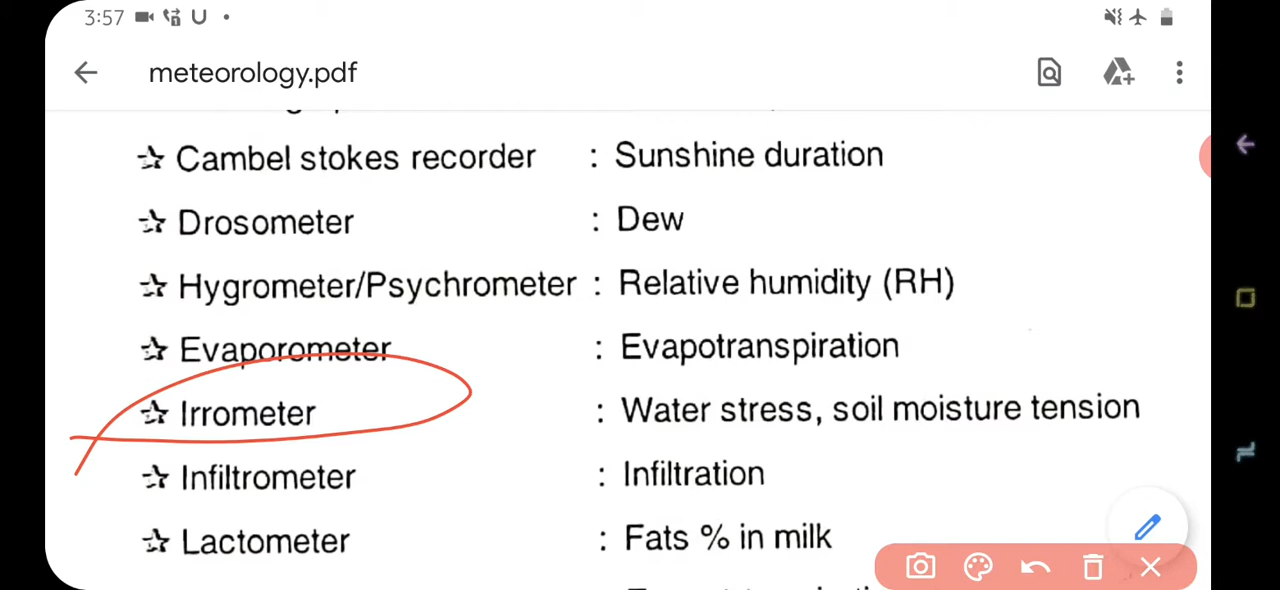 3:57
meteorology.pdf
☆ Cambel stokes recorder : Sunshine duration
☆ Drosometer : Dew
☆ Hygrometer/Psychrometer : Relative humidity (RH)
☆ Evaporometer : Evapotranspiration
☆ Irrometer : Water stress, soil moisture tension
☆ Infiltrometer : Infiltration
☆ Lactometer : Fats % in milk